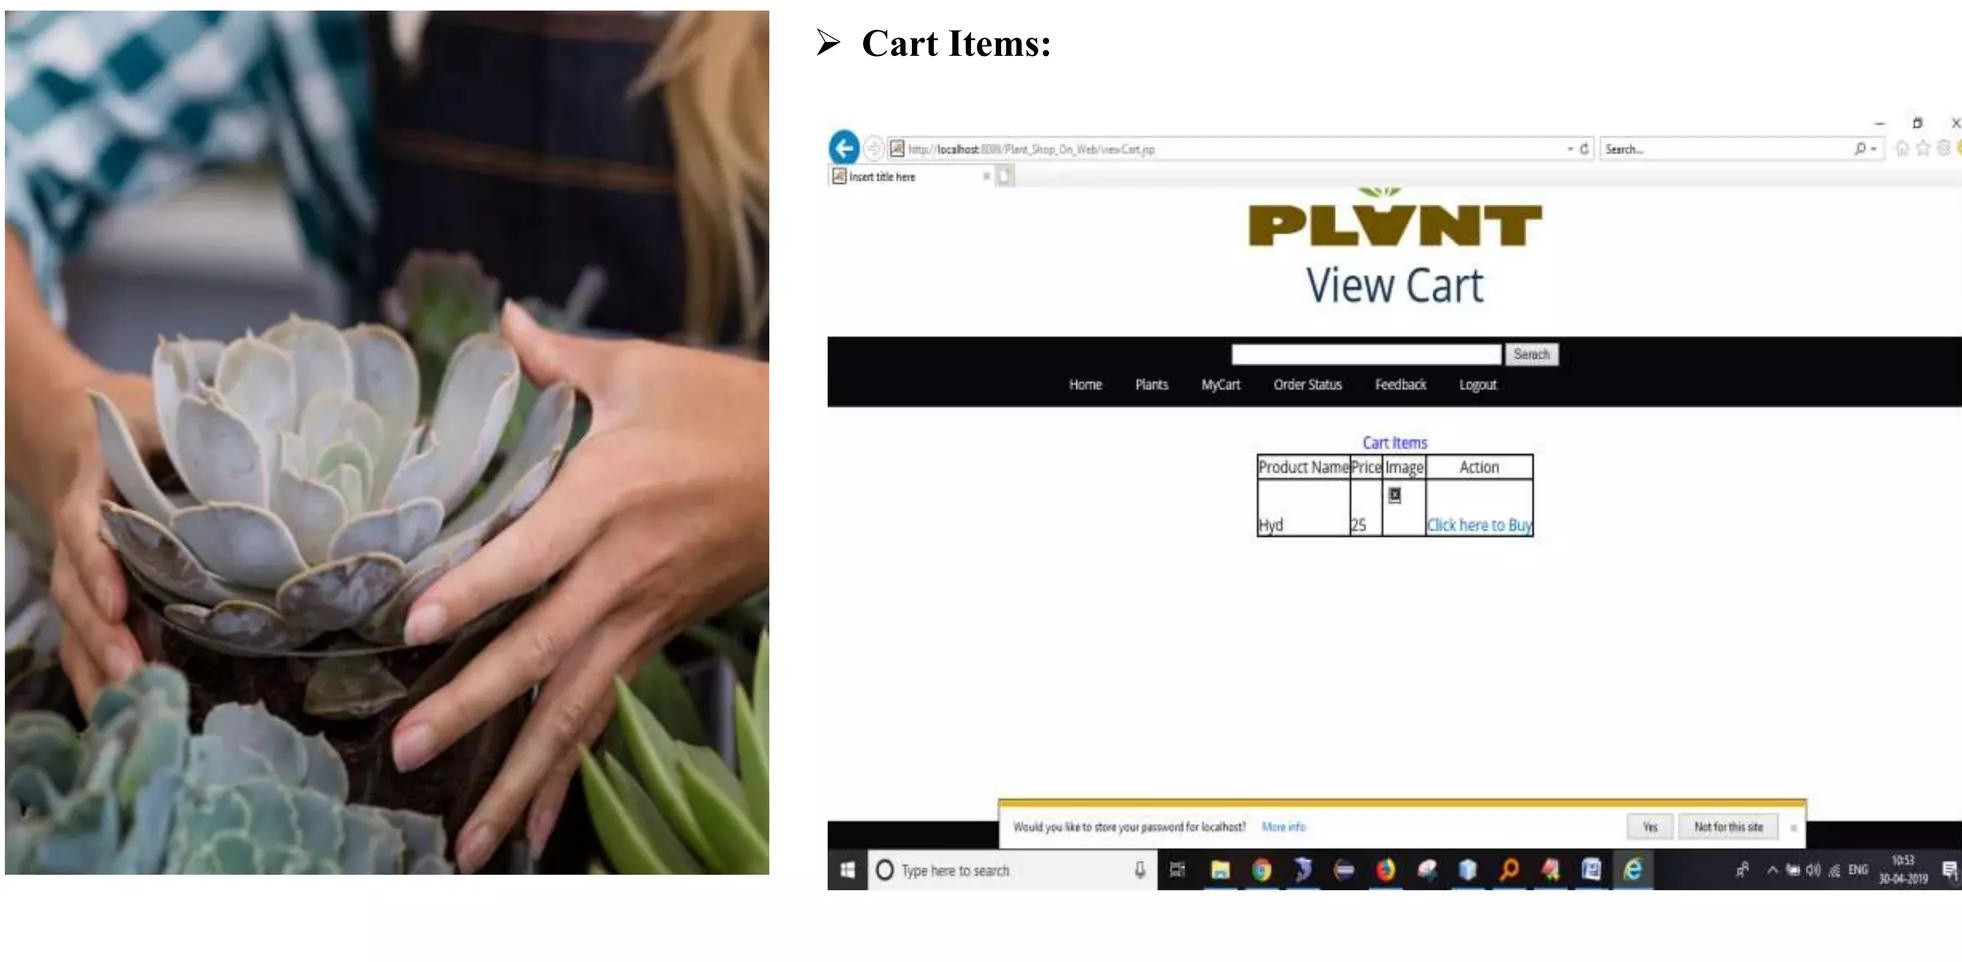 ➢ Cart Items:
http://localhost:8089/Plant_Shop_On_Web/viewCart.jsp
Search...
Insert title here
PLANT
View Cart
Serach
Home Plants MyCart Order Status Feedback Logout
Cart Items
Product Name Price Image Action
Hyd 25 Click here to Buy
Would you like to store your password for localhost? More info Yes Not for this site
Type here to search
ENG
10:53
30-04-2019